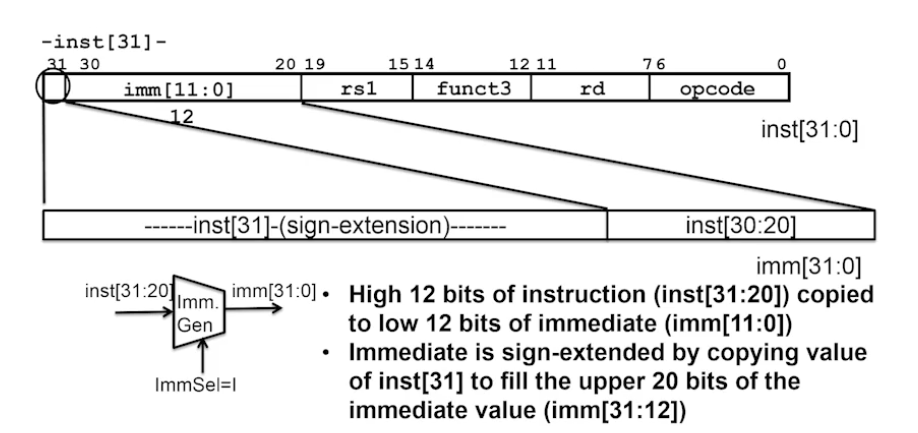 -inst[31]-
31 30 20 19 15 14 12 11 7 6 0
imm[11:0] rs1 funct3 rd opcode
12
inst[31:0]
------inst[31]-(sign-extension)-------
inst[30:20]
imm[31:0]
inst[31:20]
Imm.
Gen
imm[31:0]
ImmSel=I
• High 12 bits of instruction (inst[31:20]) copied
to low 12 bits of immediate (imm[11:0])
• Immediate is sign-extended by copying value
of inst[31] to fill the upper 20 bits of the
immediate value (imm[31:12])